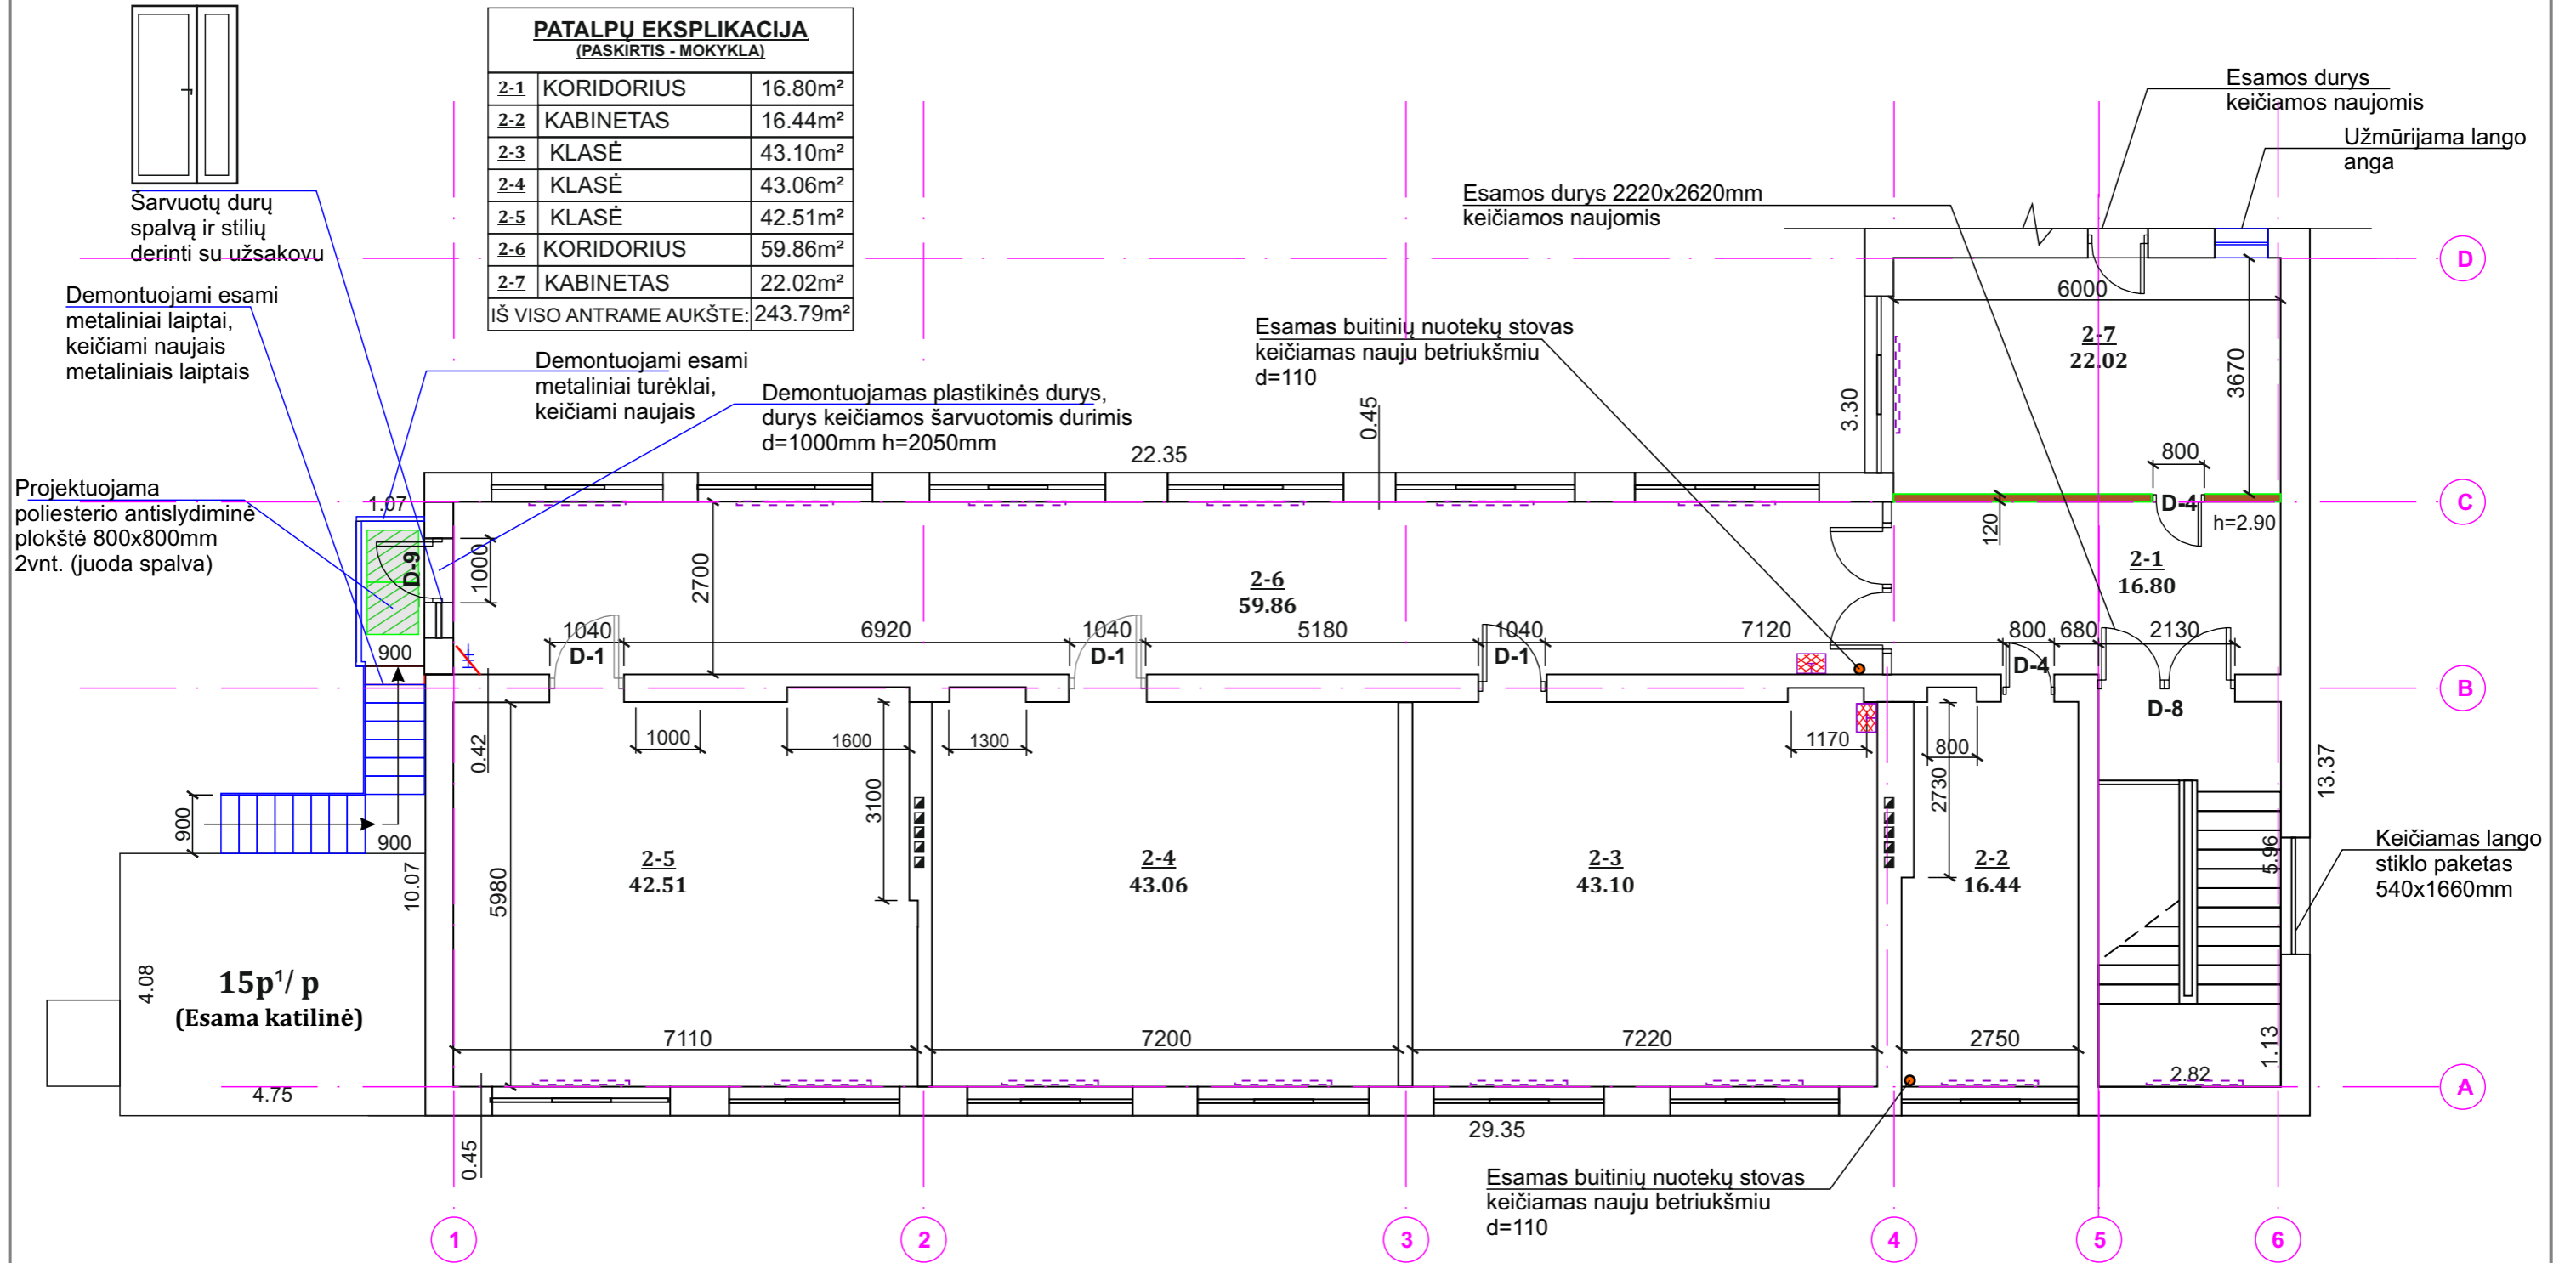 PATALPŲ EKSPLIKACIJA
(PASKIRTIS - MOKYKLA)
2-1 KORIDORIUS 16.80m²
2-2 KABINETAS 16.44m²
2-3 KLASĖ 43.10m²
2-4 KLASĖ 43.06m²
2-5 KLASĖ 42.51m²
2-6 KORIDORIUS 59.86m²
2-7 KABINETAS 22.02m²
IŠ VISO ANTRAME AUKŠTE: 243.79m²
Šarvuotų durų
spalvą ir stilių
derinti su užsakovu
Demontuojami esami
metaliniai laiptai,
keičiami naujais
metaliniais laiptais
Projektuojama
poliesterio antislydiminė
plokštė 800x800mm
2vnt. (juoda spalva)
Demontuojami esami
metaliniai turėklai,
keičiami naujais
Demontuojamas plastikinės durys,
durys keičiamos šarvuotomis durimis
d=1000mm h=2050mm
Esamas buitinių nuotekų stovas
keičiamas nauju betriukšmiu
d=110
Esamos durys 2220x2620mm
keičiamos naujomis
Esamos durys
keičiamos naujomis
Užmūrijama lango
anga
D
6000
2-7
22.02
3670
3.30
0.45
22.35
800
D-4
h=2.90
C
120
1.07
D-9
1000
2700
2-6
59.86
2-1
16.80
1040
6920
1040
5180
1040
7120
800
680
2130
D-1
D-1
D-1
D-4
D-8
B
900
0.42
1000
1600
1300
1170
800
3100
2730
13.37
900
900
10.07
5980
2-5
42.51
2-4
43.06
2-3
43.10
2-2
16.44
5.96
Keičiamas lango
stiklo paketas
540x1660mm
4.08
15p¹/ p
(Esama katilinė)
4.75
7110
7200
7220
2750
1.13
2.82
A
0.45
29.35
Esamas buitinių nuotekų stovas
keičiamas nauju betriukšmiu
d=110
1
2
3
4
5
6